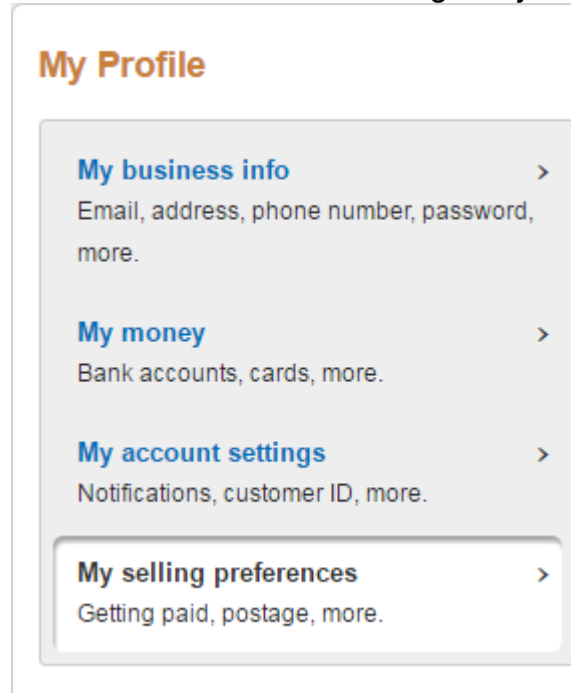 My Profile
My business info
Email, address, phone number, password,
more.
My money
Bank accounts, cards, more.
My account settings
Notifications, customer ID, more.
My selling preferences
Getting paid, postage, more.